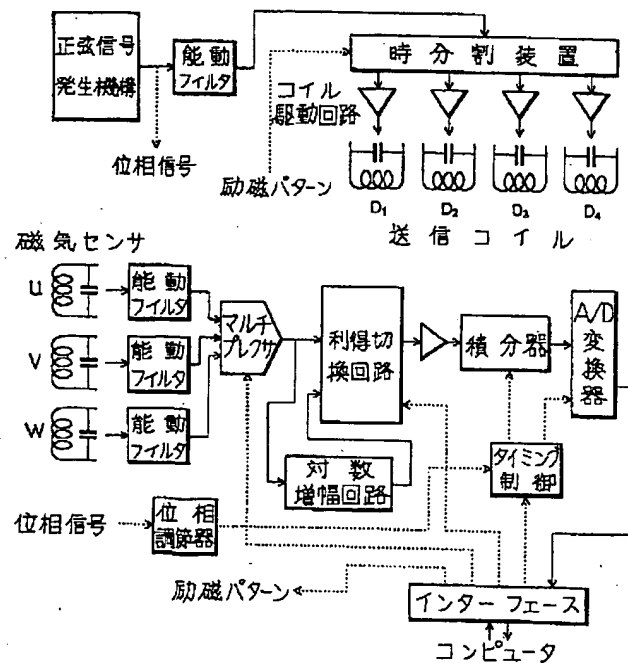 正弦信号
発生機構
能動
フィルタ
時分割装置
コイル
駆動回路
位相信号
励磁パターン
D₁ D₂ D₃ D₄
送信コイル
磁気センサ
U
能動
フィルタ
V
能動
フィルタ
W
能動
フィルタ
マルチ
プレクサ
利得切
換回路
積分器
A/D
変
換
器
対数
増幅回路
タイミング
制御
位相信号
位相
調節器
励磁パターン
インターフェース
コンピュータ